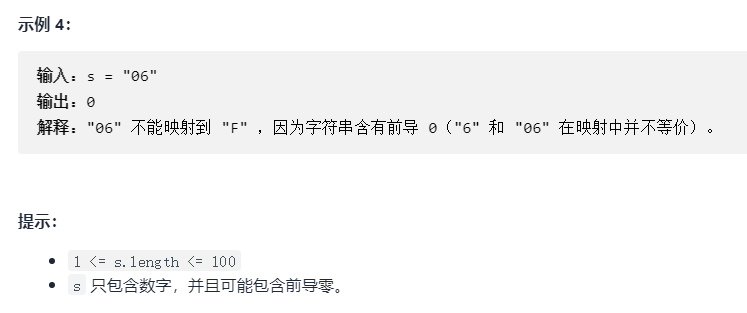 示例 4：
输入：s = "06"
输出：0
解释："06" 不能映射到 "F" ，因为字符串含有前导 0（"6" 和 "06" 在映射中并不等价）。
提示：
1 <= s.length <= 100
s 只包含数字，并且可能包含前导零。